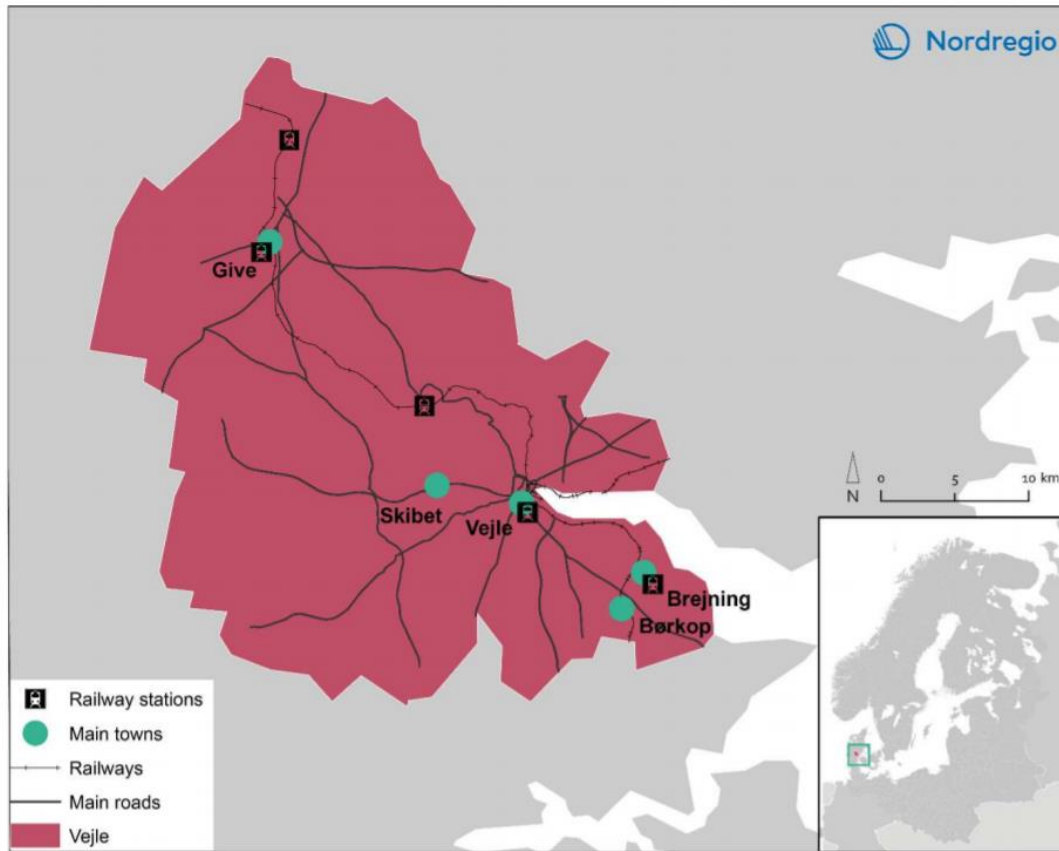 Nordregio
Give
Skibet
Vejle
Brejning
Børkop
N
0 5 10 km
Railway stations
Main towns
Railways
Main roads
Vejle